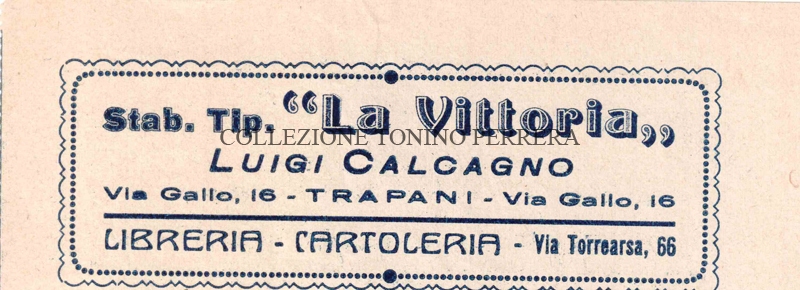 Stab. Tip. “La Vittoria„
COLLEZIONE TONINO PERRERA
LUIGI CALCAGNO
Via Gallo, 16 - TRAPANI - Via Gallo, 16
LIBRERIA - CARTOLERIA - Via Torrearsa, 66